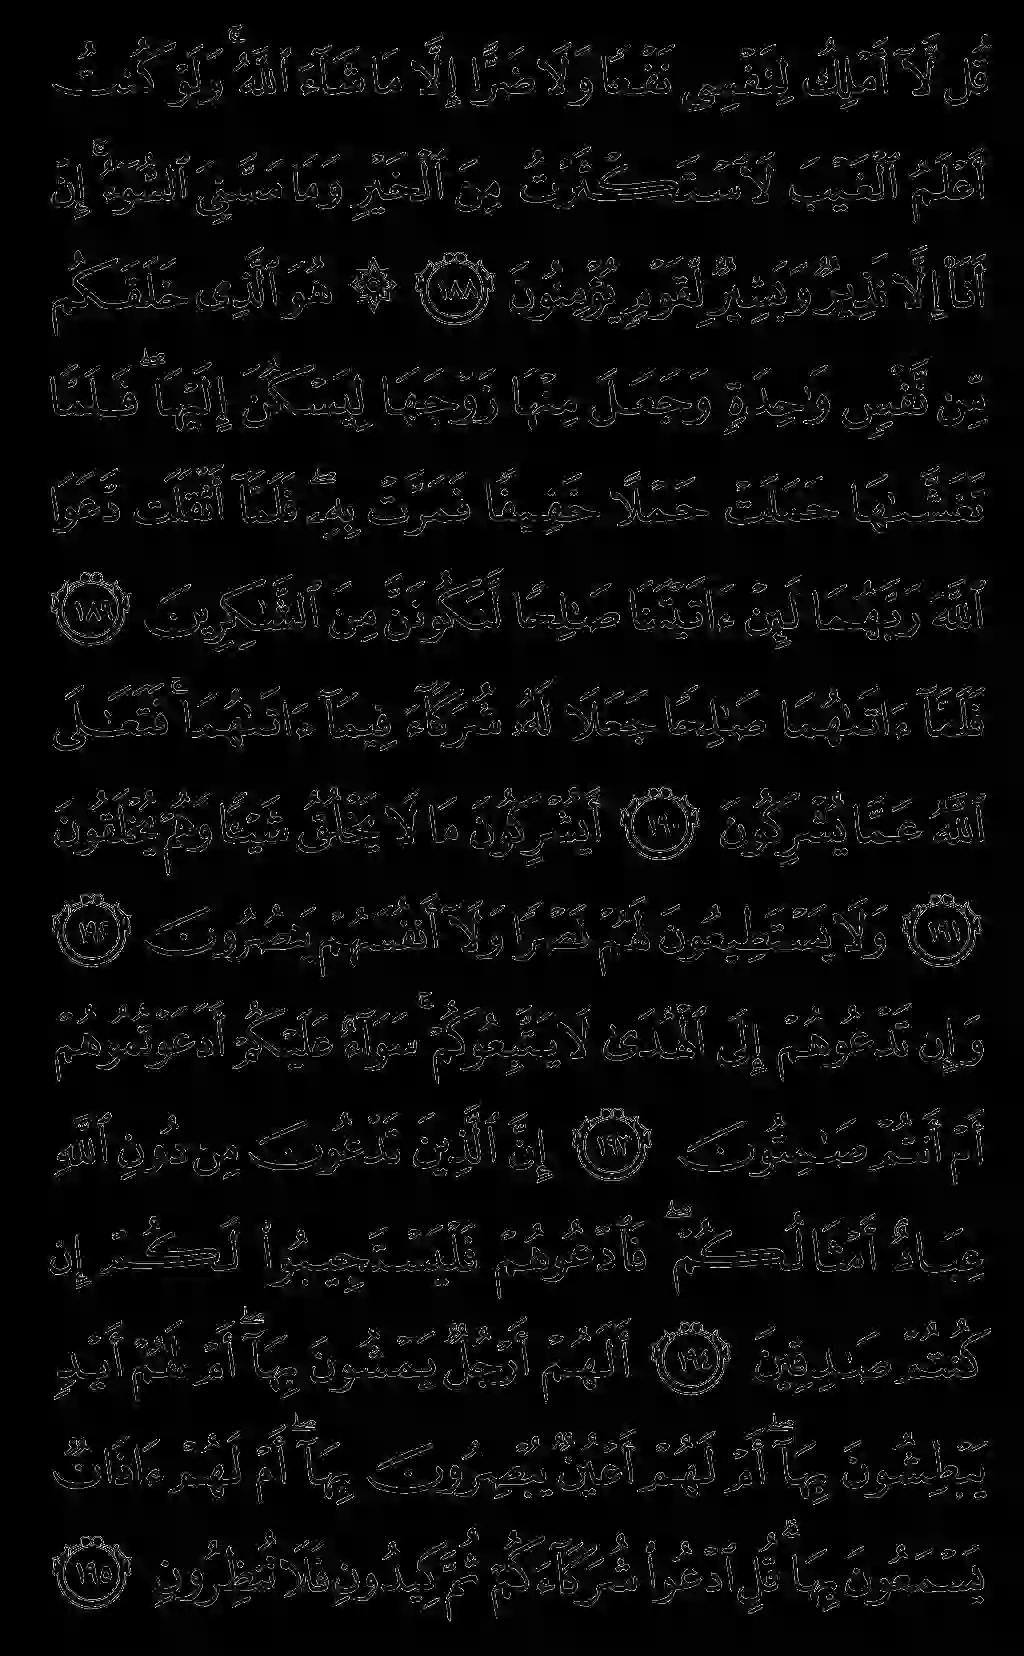 قُل لَّآ أَمْلِكُ لِنَفْسِى نَفْعًا وَلَا ضَرًّا إِلَّا مَا شَآءَ ٱللَّهُ ۚ وَلَوْ كُنتُ
أَعْلَمُ ٱلْغَيْبَ لَٱسْتَكْثَرْتُ مِنَ ٱلْخَيْرِ وَمَا مَسَّنِىَ ٱلسُّوٓءُ ۚ إِنْ
أَنَا۠ إِلَّا نَذِيرٌ وَبَشِيرٌ لِّقَوْمٍ يُؤْمِنُونَ ١٨٨ ۞ هُوَ ٱلَّذِى خَلَقَكُم
مِّن نَّفْسٍ وَٰحِدَةٍ وَجَعَلَ مِنْهَا زَوْجَهَا لِيَسْكُنَ إِلَيْهَا ۖ فَلَمَّا
تَغَشَّىٰهَا حَمَلَتْ حَمْلًا خَفِيفًا فَمَرَّتْ بِهِۦ ۖ فَلَمَّآ أَثْقَلَت دَّعَوَا
ٱللَّهَ رَبَّهُمَا لَئِنْ ءَاتَيْتَنَا صَٰلِحًا لَّنَكُونَنَّ مِنَ ٱلشَّٰكِرِينَ ١٨٩
فَلَمَّآ ءَاتَىٰهُمَا صَٰلِحًا جَعَلَا لَهُۥ شُرَكَآءَ فِيمَآ ءَاتَىٰهُمَا ۚ فَتَعَٰلَى
ٱللَّهُ عَمَّا يُشْرِكُونَ ١٩٠ أَيُشْرِكُونَ مَا لَا يَخْلُقُ شَيْـًٔا وَهُمْ يُخْلَقُونَ
١٩١ وَلَا يَسْتَطِيعُونَ لَهُمْ نَصْرًا وَلَآ أَنفُسَهُمْ يَنصُرُونَ ١٩٢
وَإِن تَدْعُوهُمْ إِلَى ٱلْهُدَىٰ لَا يَتَّبِعُوكُمْ ۚ سَوَآءٌ عَلَيْكُمْ أَدَعَوْتُمُوهُمْ
أَمْ أَنتُمْ صَٰمِتُونَ ١٩٣ إِنَّ ٱلَّذِينَ تَدْعُونَ مِن دُونِ ٱللَّهِ
عِبَادٌ أَمْثَالُكُمْ ۖ فَٱدْعُوهُمْ فَلْيَسْتَجِيبُوا۟ لَكُمْ إِن
كُنتُمْ صَٰدِقِينَ ١٩٤ أَلَهُمْ أَرْجُلٌ يَمْشُونَ بِهَآ ۖ أَمْ لَهُمْ أَيْدٍ
يَبْطِشُونَ بِهَآ ۖ أَمْ لَهُمْ أَعْيُنٌ يُبْصِرُونَ بِهَآ ۖ أَمْ لَهُمْ ءَاذَانٌ
يَسْمَعُونَ بِهَا ۗ قُلِ ٱدْعُوا۟ شُرَكَآءَكُمْ ثُمَّ كِيدُونِ فَلَا تُنظِرُونِ ١٩٥